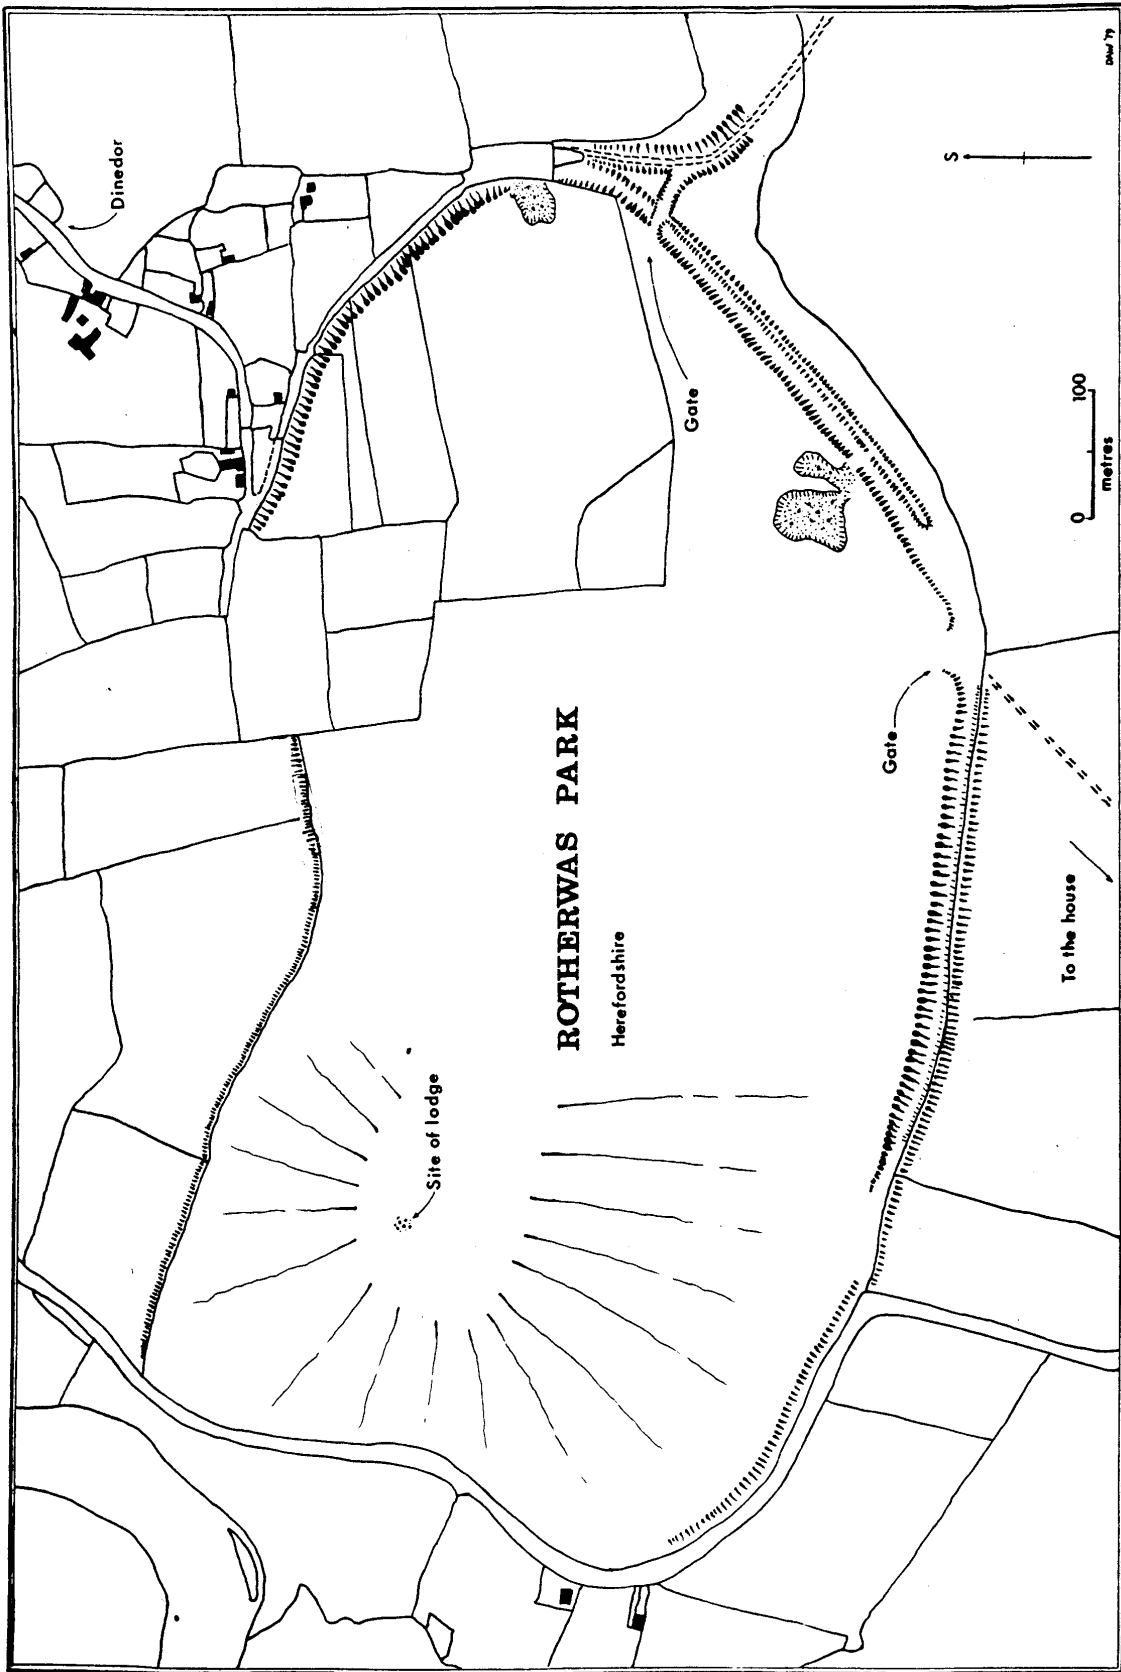 ROTHERWAS PARK
Herefordshire
Dinedor
Site of lodge
Gate
Gate
To the house
S
0 100
metres
DAW '79